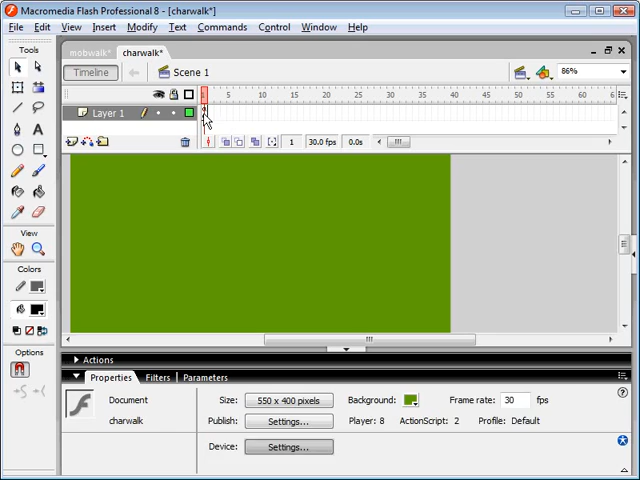 Macromedia Flash Professional 8 - [charwalk*]
File Edit View Insert Modify Text Commands Control Window Help
Tools
mobwalk* charwalk*
Timeline Scene 1 86%
1 5 10 15 20 25 30 35 40 45 50 55 60 65
Layer 1
1 30.0 fps 0.0s
View
Colors
Options
Actions
Properties Filters Parameters
Document Size: 550 x 400 pixels Background: Frame rate: 30 fps
charwalk Publish: Settings... Player: 8 ActionScript: 2 Profile: Default
Device: Settings...